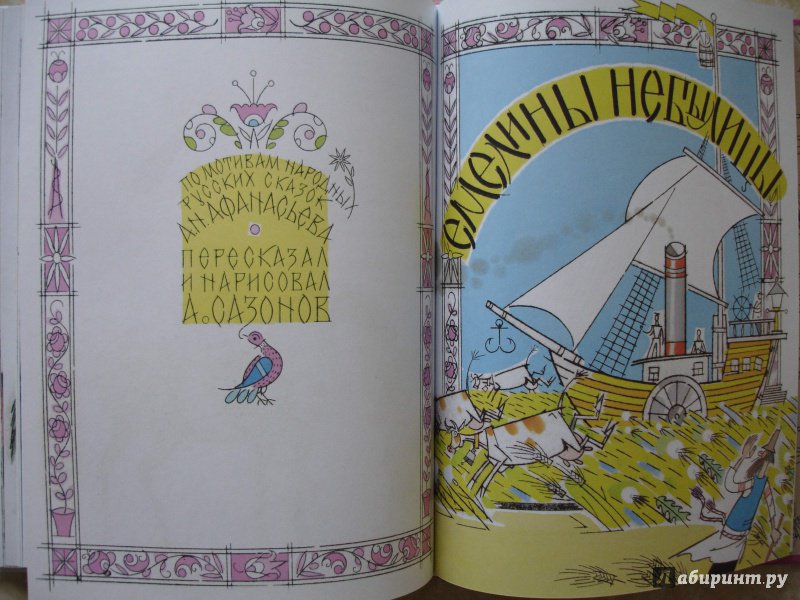 ПО МОТИВАМ НАРОДНЫХ
РУССКИХ СКАЗОК
А.Н АФАНАСЬЕВА
ПЕРЕСКАЗАЛ
И НАРИСОВАЛ
А. САЗОНОВ
ЕМЕЛИНЫ НЕБЫЛИЦЫ
Лабиринт.ру